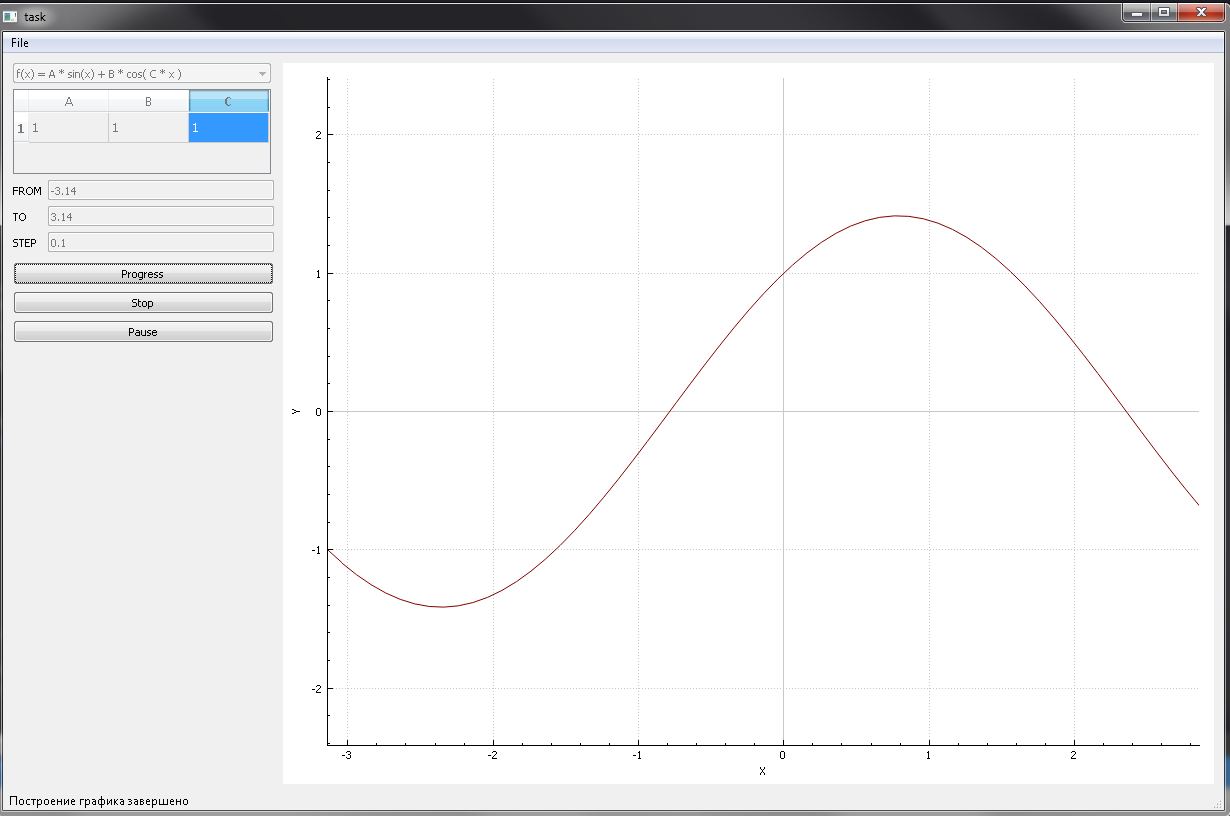 task
File
f(x) = A * sin(x) + B * cos( C * x )
A B C
1 1 1 1
FROM -3.14
TO 3.14
STEP 0.1
Progress
Stop
Pause
2
1
0
-1
-2
Y
-3 -2 -1 0 1 2
X
Построение графика завершено